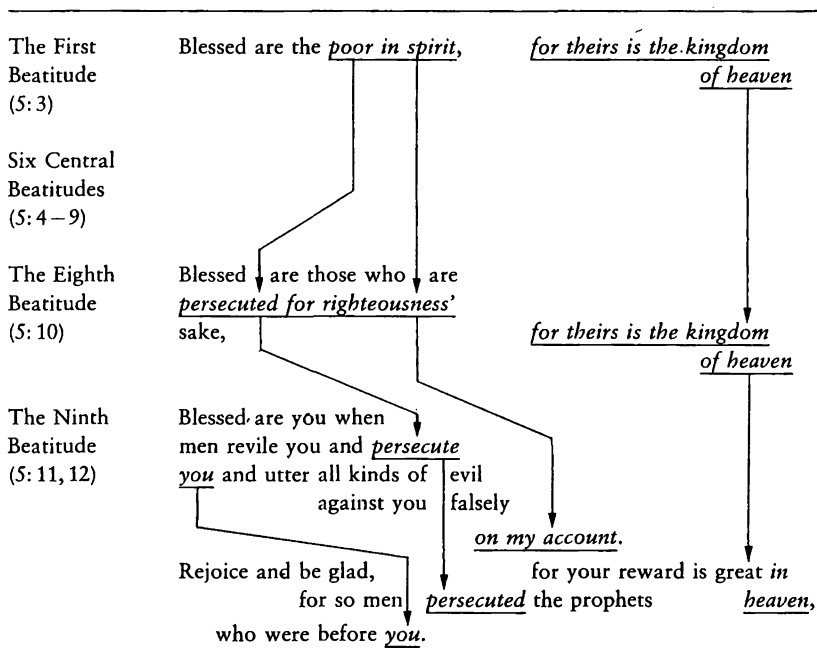 The First Blessed are the poor in spirit, for theirs is the kingdom
Beatitude of heaven
(5: 3)
Six Central
Beatitudes
(5: 4–9)
The Eighth Blessed are those who are
Beatitude persecuted for righteousness'
(5: 10) sake, for theirs is the kingdom
of heaven
The Ninth Blessed are you when
Beatitude men revile you and persecute
(5: 11, 12) you and utter all kinds of evil
against you falsely
on my account.
Rejoice and be glad, for your reward is great in
for so men persecuted the prophets heaven,
who were before you.